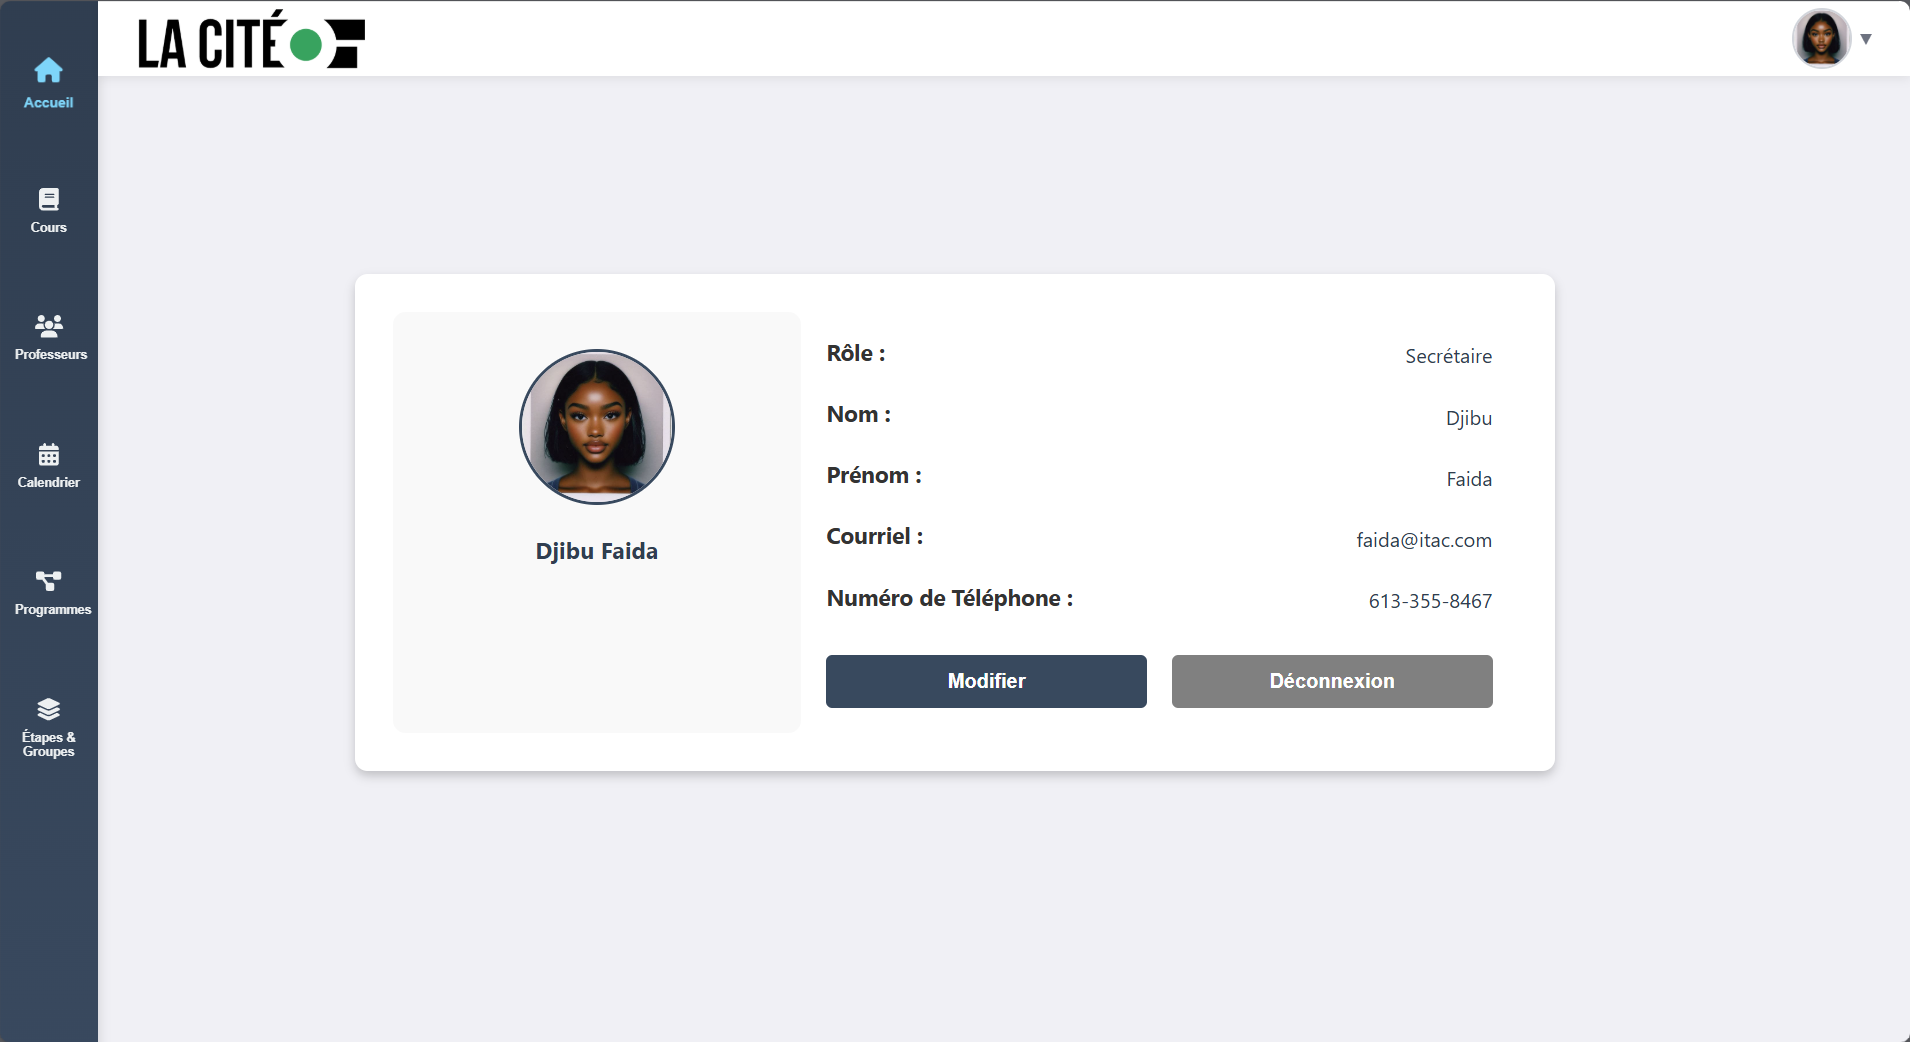 LA CITÉ
Accueil
Cours
Professeurs
Calendrier
Programmes
Étapes &
Groupes
Djibu Faida
Rôle : Secrétaire
Nom : Djibu
Prénom : Faida
Courriel : faida@itac.com
Numéro de Téléphone : 613-355-8467
Modifier Déconnexion